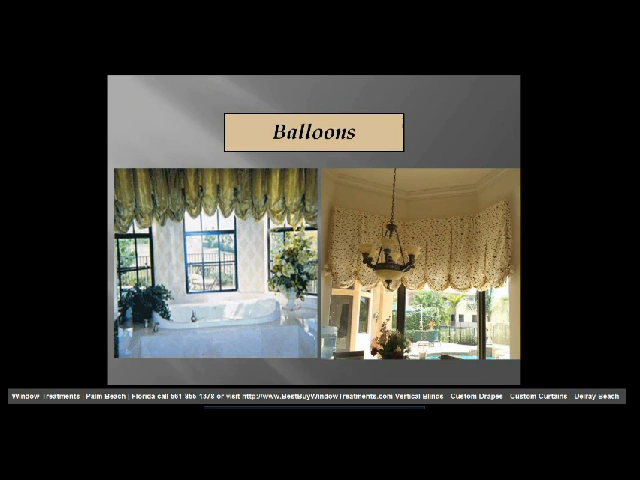 Balloons
Window Treatments - Palm Beach | Florida call 561-366-1378 or visit http://www.BestBuyWindowTreatments.com Vertical Blinds - Custom Drapes - Custom Curtains - Delray Beach